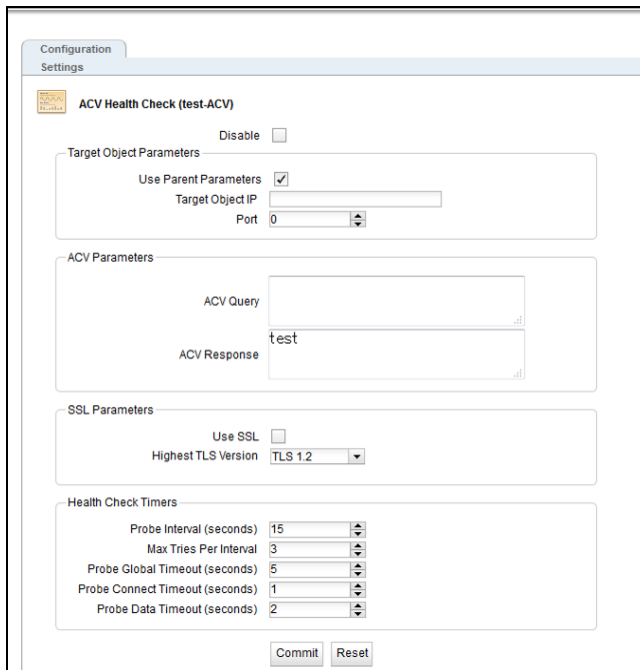 Configuration
Settings
ACV Health Check (test-ACV)
Disable
Target Object Parameters
Use Parent Parameters
Target Object IP
Port 0
ACV Parameters
ACV Query
test
ACV Response
SSL Parameters
Use SSL
Highest TLS Version TLS 1.2
Health Check Timers
Probe Interval (seconds) 15
Max Tries Per Interval 3
Probe Global Timeout (seconds) 5
Probe Connect Timeout (seconds) 1
Probe Data Timeout (seconds) 2
Commit Reset